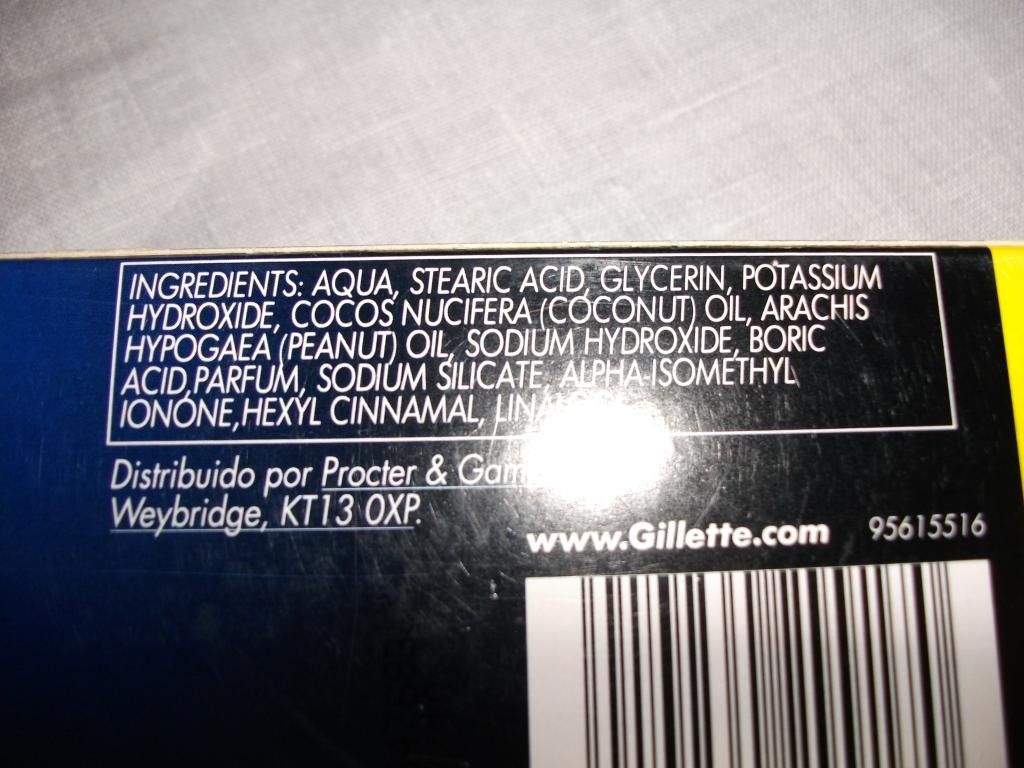 INGREDIENTS: AQUA, STEARIC ACID, GLYCERIN, POTASSIUM
HYDROXIDE, COCOS NUCIFERA (COCONUT) OIL, ARACHIS
HYPOGAEA (PEANUT) OIL, SODIUM HYDROXIDE, BORIC
ACID,PARFUM, SODIUM SILICATE, ALPHA-ISOMETHYL
IONONE,HEXYL CINNAMAL,
Distribuido por Procter &
Weybridge, KT13 0XP.
www.Gillette.com 95615516